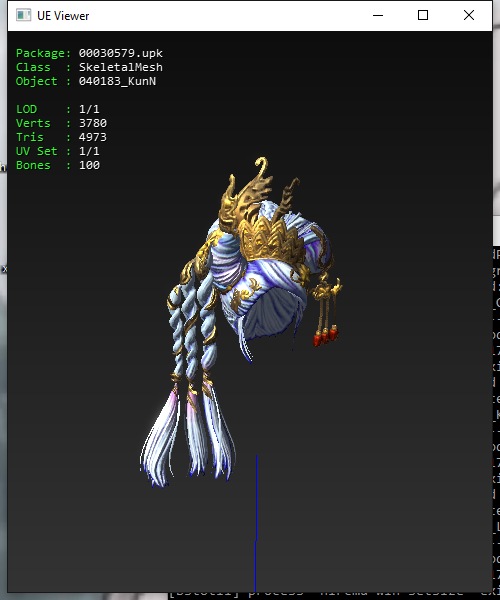 UE Viewer
Package: 00030579.upk
Class : SkeletalMesh
Object : 040183_KunN
LOD : 1/1
Verts : 3780
Tris : 4973
UV Set : 1/1
Bones : 100